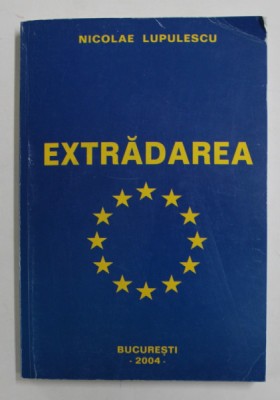 NICOLAE LUPULESCU
EXTRĂDAREA
BUCUREȘTI
- 2004 -